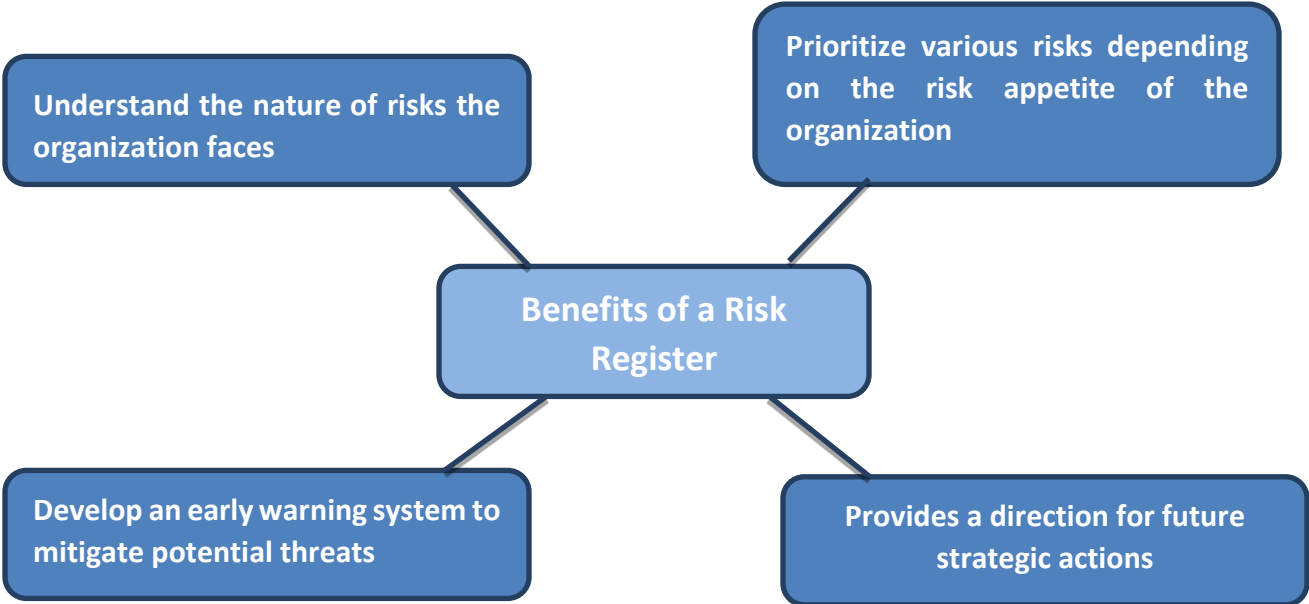 Understand the nature of risks the
organization faces
Prioritize various risks depending
on the risk appetite of the
organization
Benefits of a Risk
Register
Develop an early warning system to
mitigate potential threats
Provides a direction for future
strategic actions